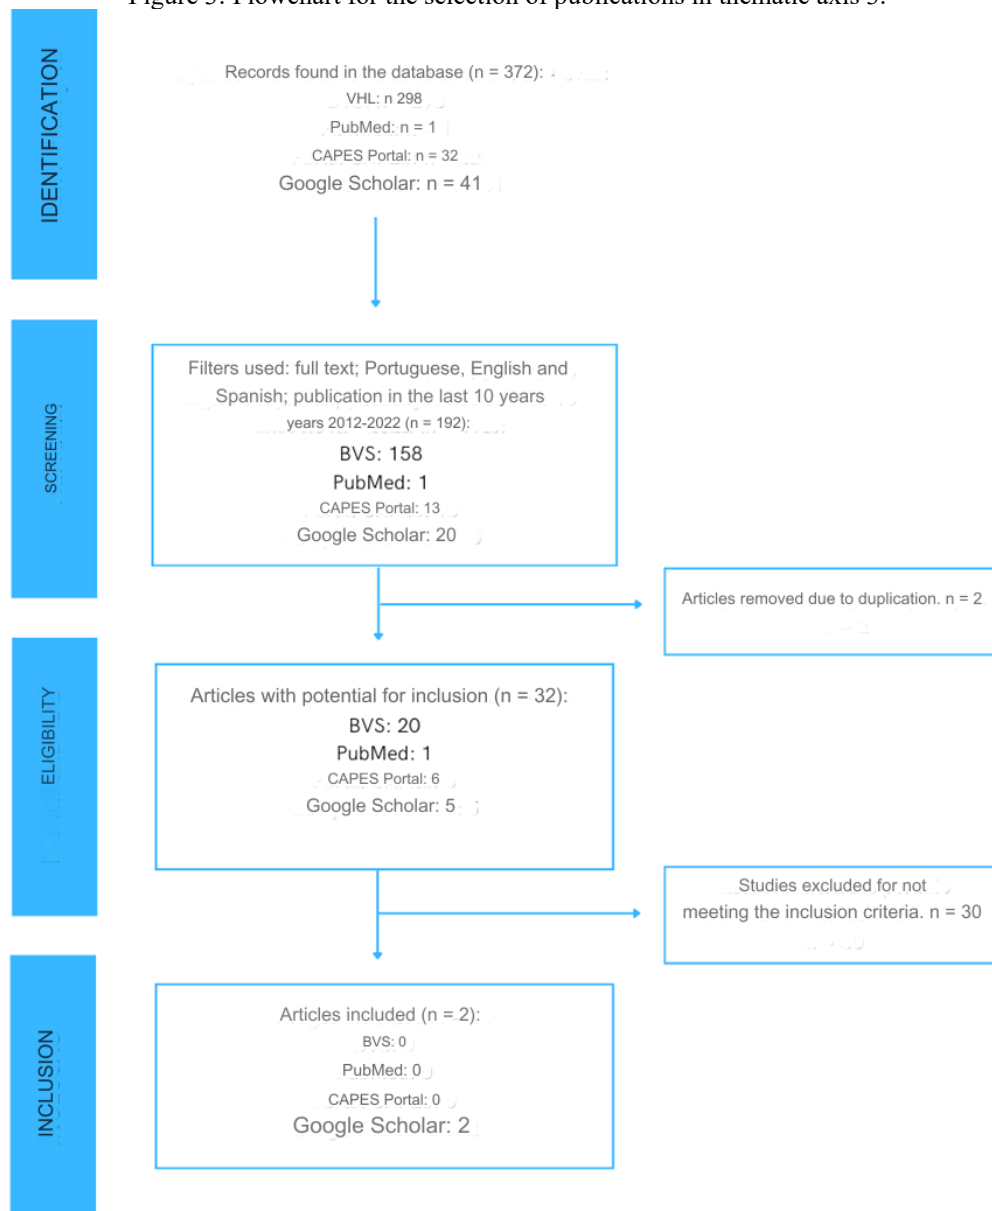 Figure 3: Flowchart for the selection of publications in thematic axis 3.
IDENTIFICATION
Records found in the database (n = 372):
VHL: n 298
PubMed: n = 1
CAPES Portal: n = 32
Google Scholar: n = 41
SCREENING
Filters used: full text; Portuguese, English and
Spanish; publication in the last 10 years
years 2012-2022 (n = 192):
BVS: 158
PubMed: 1
CAPES Portal: 13
Google Scholar: 20
Articles removed due to duplication. n = 2
ELIGIBILITY
Articles with potential for inclusion (n = 32):
BVS: 20
PubMed: 1
CAPES Portal: 6
Google Scholar: 5
Studies excluded for not
meeting the inclusion criteria. n = 30
INCLUSION
Articles included (n = 2):
BVS: 0
PubMed: 0
CAPES Portal: 0
Google Scholar: 2